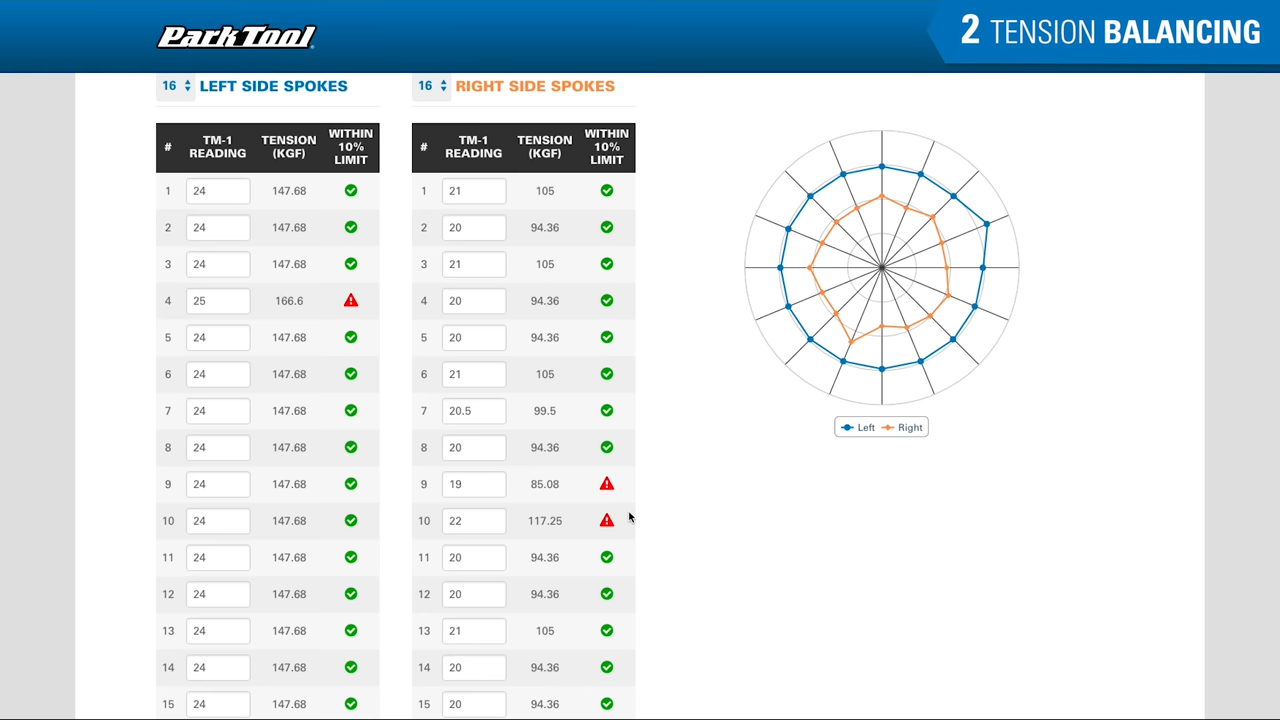 ParkTool
2 TENSION BALANCING
16 LEFT SIDE SPOKES
# TM-1 READING TENSION (KGF) WITHIN 10% LIMIT
1 24 147.68
2 24 147.68
3 24 147.68
4 25 166.6
5 24 147.68
6 24 147.68
7 24 147.68
8 24 147.68
9 24 147.68
10 24 147.68
11 24 147.68
12 24 147.68
13 24 147.68
14 24 147.68
15 24 147.68
16 RIGHT SIDE SPOKES
# TM-1 READING TENSION (KGF) WITHIN 10% LIMIT
1 21 105
2 20 94.36
3 21 105
4 20 94.36
5 20 94.36
6 21 105
7 20.5 99.5
8 20 94.36
9 19 85.08
10 22 117.25
11 20 94.36
12 20 94.36
13 21 105
14 20 94.36
15 20 94.36
Left Right